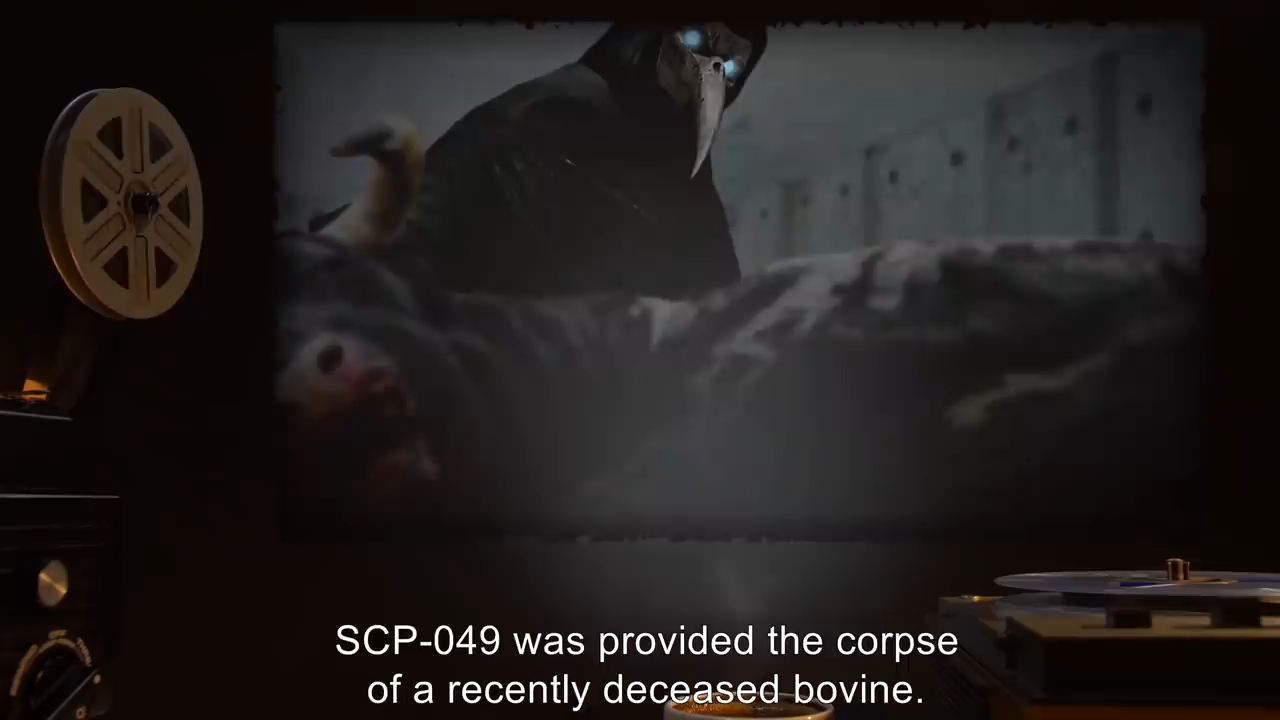 SCP-049 was provided the corpse
of a recently deceased bovine.